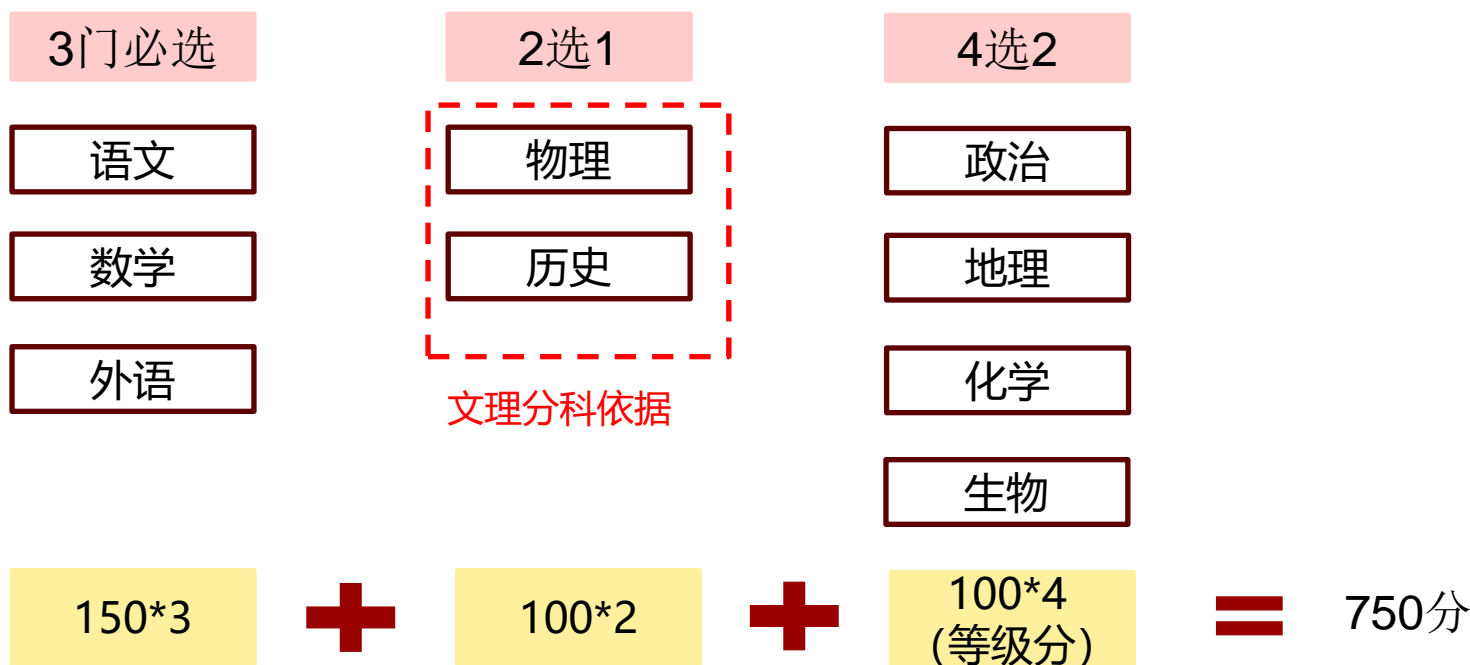 3门必选
2选1
4选2
语文
物理
政治
数学
历史
地理
外语
化学
文理分科依据
生物
150*3
100*2
100*4
(等级分)
750分